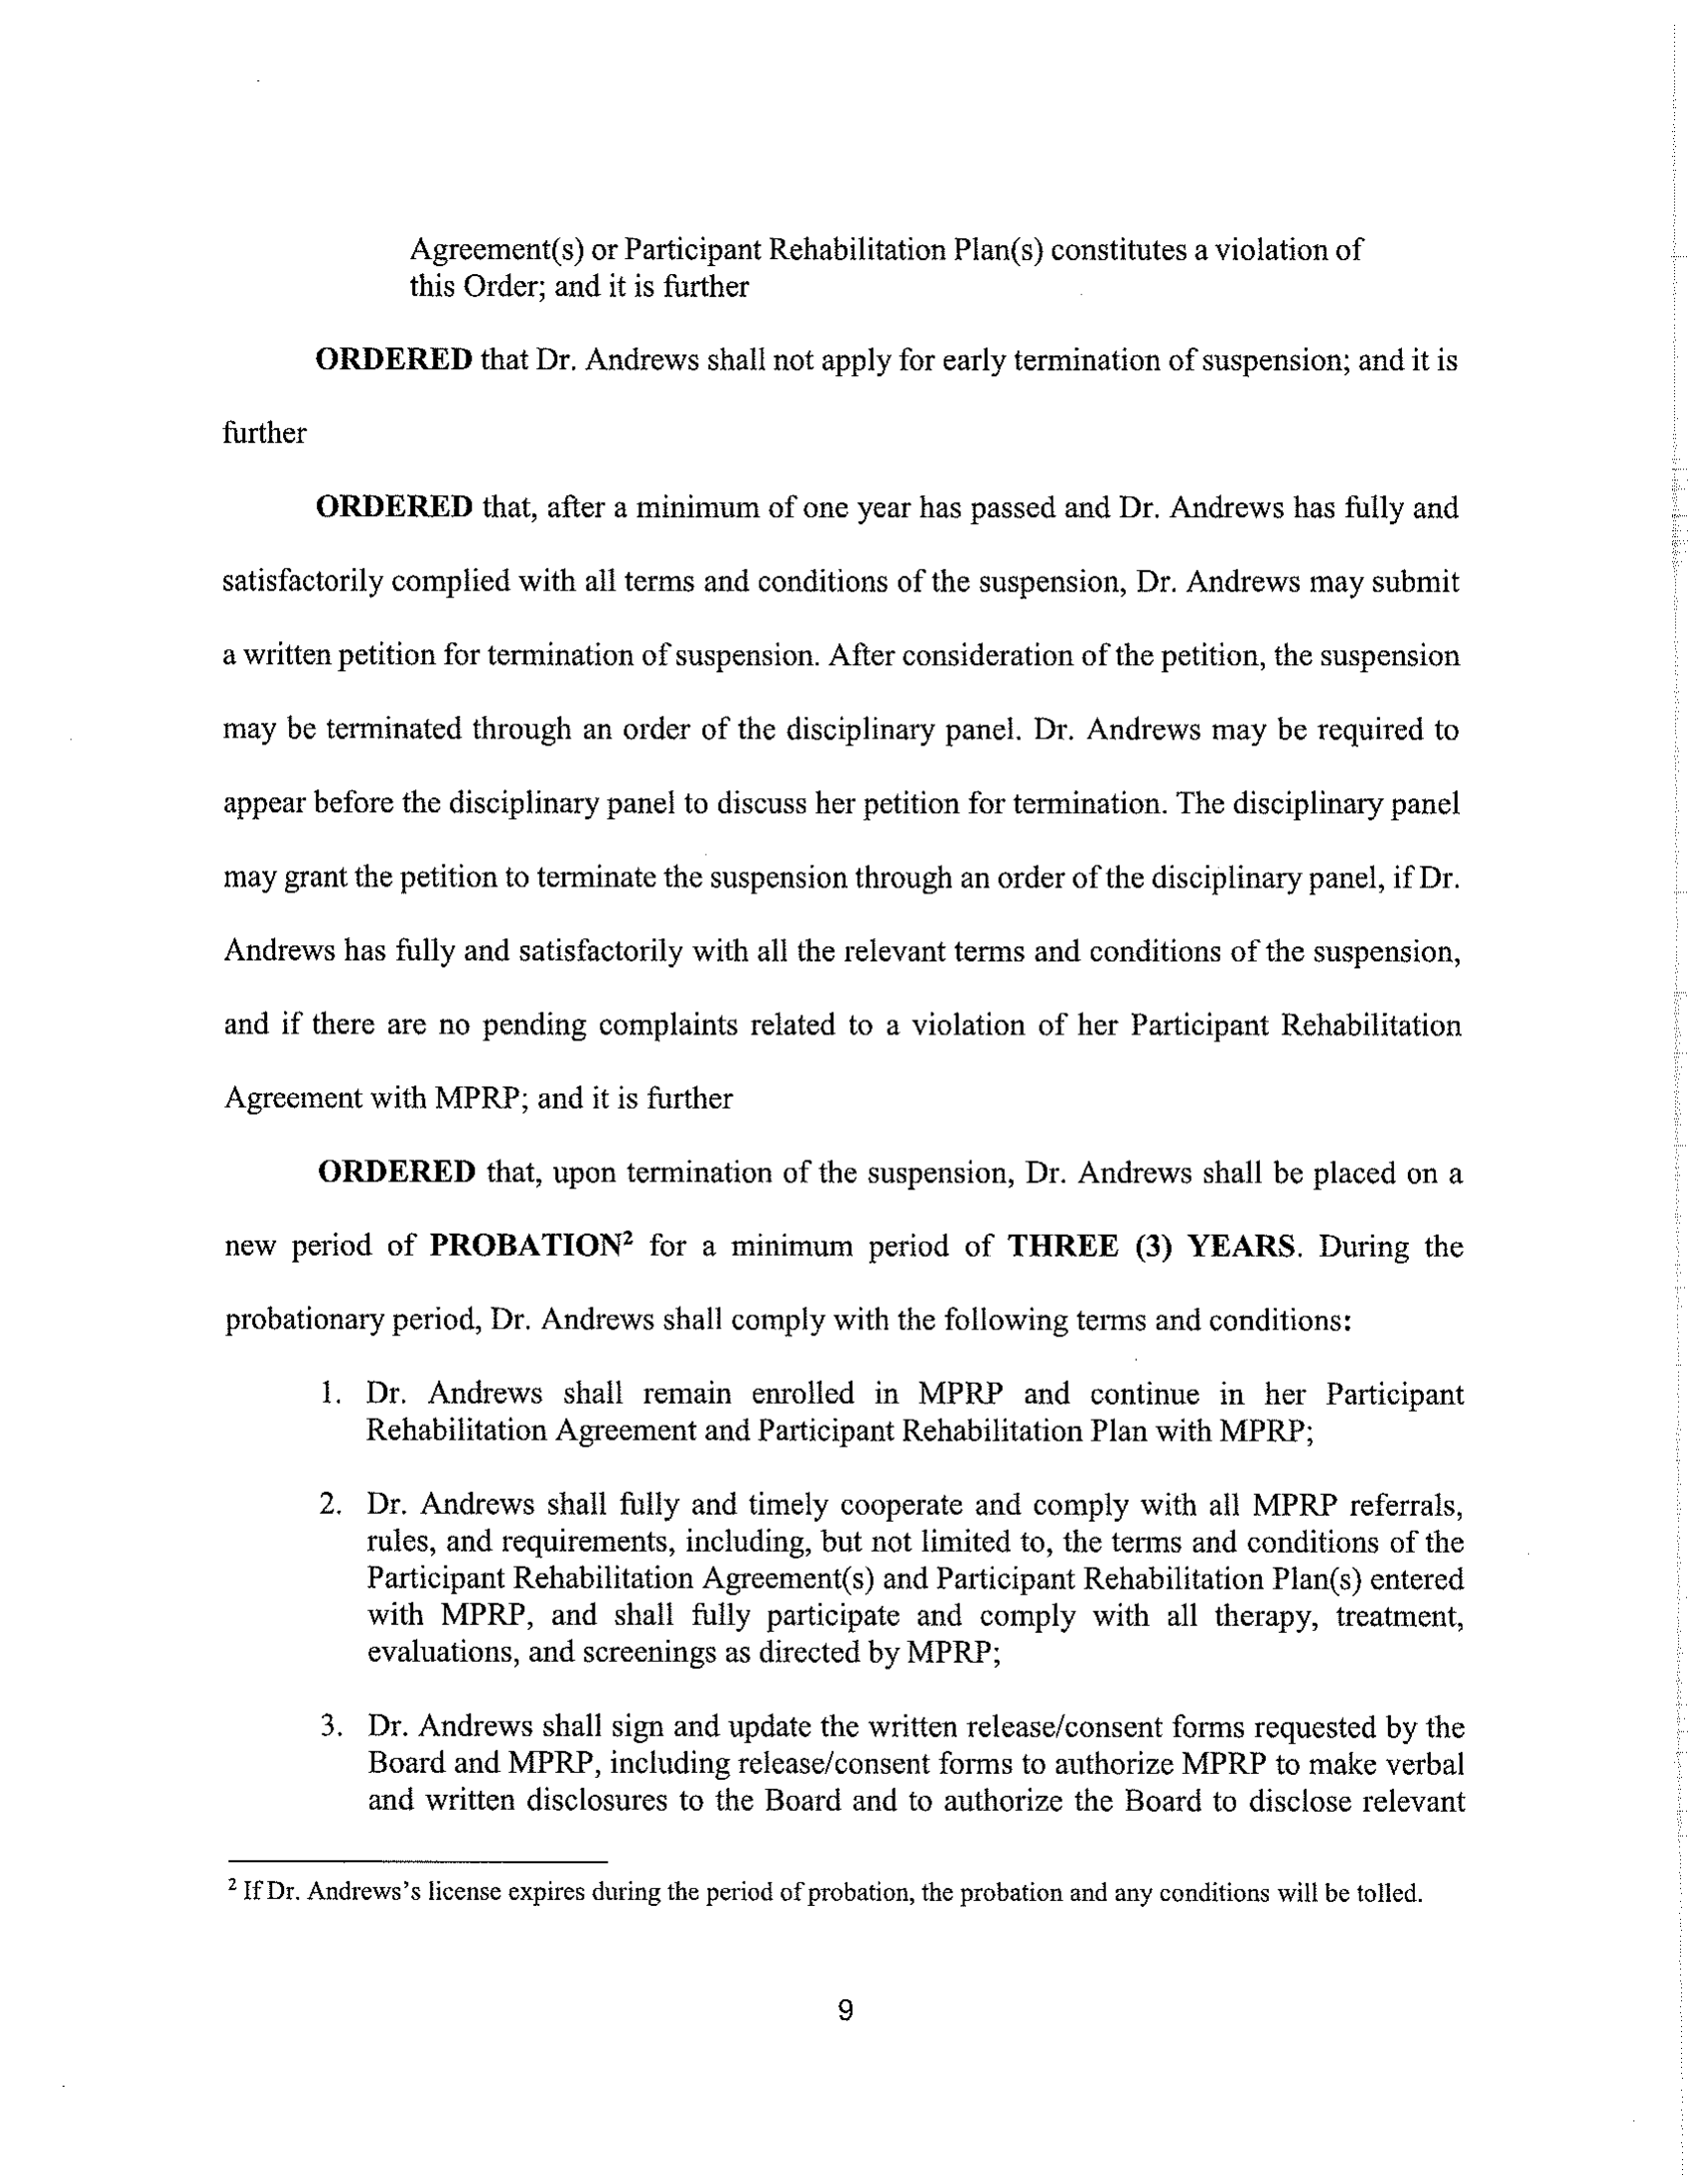 Agreement(s) or Participant Rehabilitation Plan(s) constitutes a violation of
this Order; and it is further
ORDERED that Dr. Andrews shall not apply for early termination of suspension; and it is
further
ORDERED that, after a minimum of one year has passed and Dr. Andrews has fully and
satisfactorily complied with all terms and conditions of the suspension, Dr. Andrews may submit
a written petition for termination of suspension. After consideration of the petition, the suspension
may be terminated through an order of the disciplinary panel. Dr. Andrews may be required to
appear before the disciplinary panel to discuss her petition for termination. The disciplinary panel
may grant the petition to terminate the suspension through an order of the disciplinary panel, if Dr.
Andrews has fully and satisfactorily with all the relevant terms and conditions of the suspension,
and if there are no pending complaints related to a violation of her Participant Rehabilitation
Agreement with MPRP; and it is further
ORDERED that, upon termination of the suspension, Dr. Andrews shall be placed on a
new period of PROBATION² for a minimum period of THREE (3) YEARS. During the
probationary period, Dr. Andrews shall comply with the following terms and conditions:
1. Dr. Andrews shall remain enrolled in MPRP and continue in her Participant
Rehabilitation Agreement and Participant Rehabilitation Plan with MPRP;
2. Dr. Andrews shall fully and timely cooperate and comply with all MPRP referrals,
rules, and requirements, including, but not limited to, the terms and conditions of the
Participant Rehabilitation Agreement(s) and Participant Rehabilitation Plan(s) entered
with MPRP, and shall fully participate and comply with all therapy, treatment,
evaluations, and screenings as directed by MPRP;
3. Dr. Andrews shall sign and update the written release/consent forms requested by the
Board and MPRP, including release/consent forms to authorize MPRP to make verbal
and written disclosures to the Board and to authorize the Board to disclose relevant
² If Dr. Andrews's license expires during the period of probation, the probation and any conditions will be tolled.
9